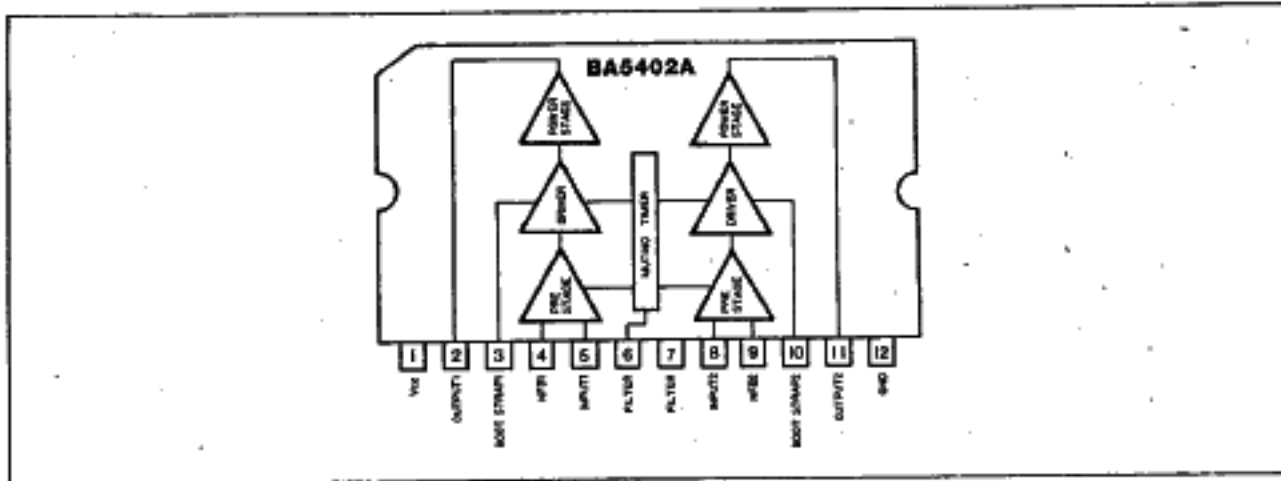 BA5402A
POWER STAGE
POWER STAGE
DRIVER
MUTING TIMER
DRIVER
PRE STAGE
PRE STAGE
1 2 3 4 5 6 7 8 9 10 11 12
Vcc
OUTPUT1
BOOT STRAP1
NFB1
INPUT1
FILTER
FILTER
INPUT2
NFB2
BOOT STRAP2
OUTPUT2
GND